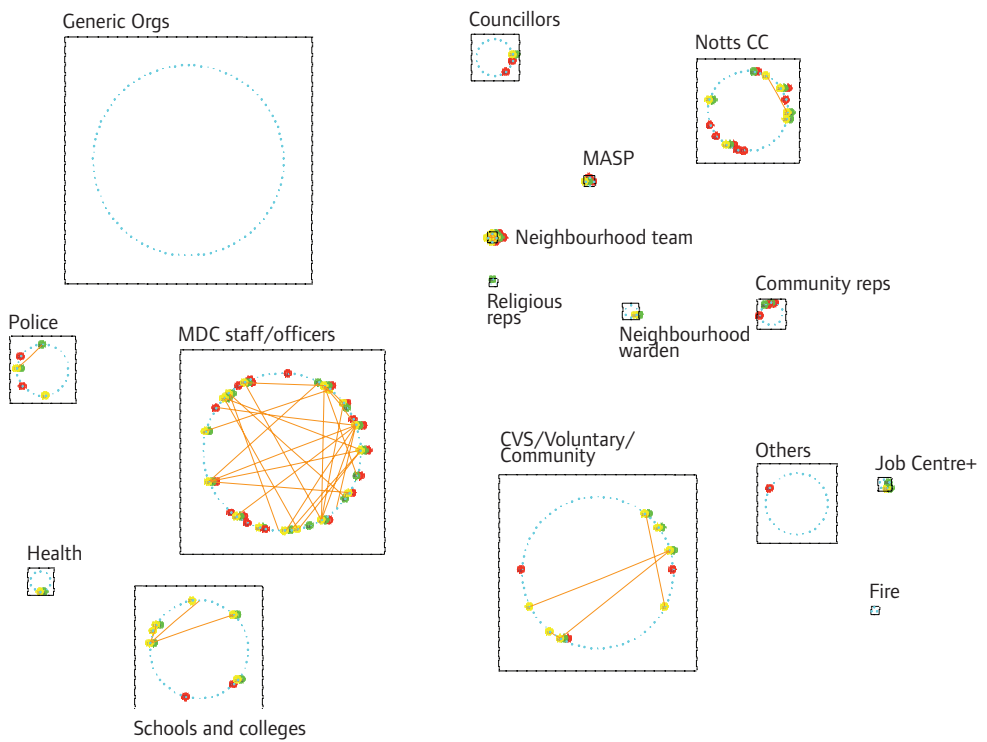 Generic Orgs
Councillors
Notts CC
MASP
Neighbourhood team
Religious
reps
Neighbourhood
warden
Community reps
Police
MDC staff/officers
CVS/Voluntary/
Community
Others
Job Centre+
Health
Fire
Schools and colleges